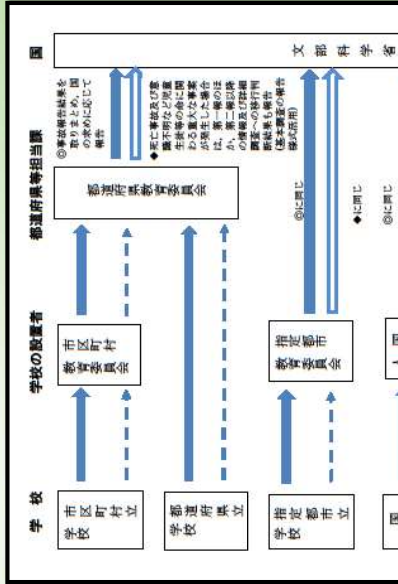 学 校
学校の設置者
都道府県等担当課
国
市区町村立
学校
市区町村
教育委員会
都道府県教育委員会
◎事故報告結果を
取りまとめ、国
の求めに応じて
報告
◆死亡事故及び意
識不明など児童
生徒等の命に関
わる重大な事案
が発生した場合
は、第一報のほ
か、第二報以降
の情報及び詳細
調査への移行判
断結果も報告
(基本調査の報告
様式活用)
文 部 科 学 省
都道府県立
学校
指定都市立
学校
指定都市
教育委員会
◎に同じ
◆に同じ
◎に同じ
国